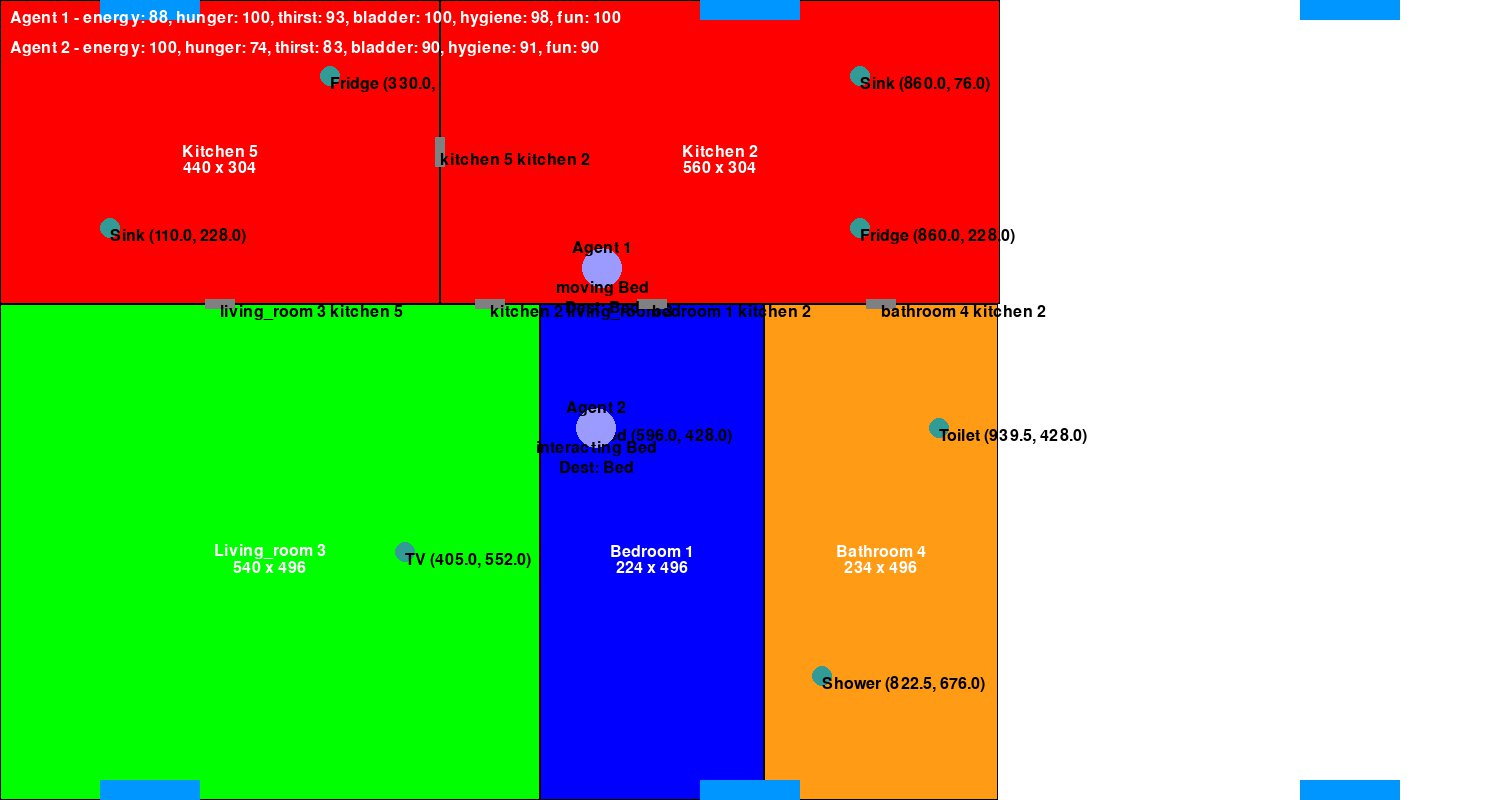 Agent 1 - energy: 88, hunger: 100, thirst: 93, bladder: 100, hygiene: 98, fun: 100
Agent 2 - energy: 100, hunger: 74, thirst: 83, bladder: 90, hygiene: 91, fun: 90
Fridge (330.0,
Sink (860.0, 76.0)
Kitchen 5
440 x 304
kitchen 5 kitchen 2
Kitchen 2
560 x 304
Sink (110.0, 228.0)
Fridge (860.0, 228.0)
Agent 1
moving Bed
Dest: Bed
living_room 3 kitchen 5
kitchen 2 living_room 3
bedroom 1 kitchen 2
bathroom 4 kitchen 2
Agent 2
(596.0, 428.0)
interacting Bed
Dest: Bed
Toilet (939.5, 428.0)
Living_room 3
540 x 496
TV (405.0, 552.0)
Bedroom 1
224 x 496
Bathroom 4
234 x 496
Shower (822.5, 676.0)